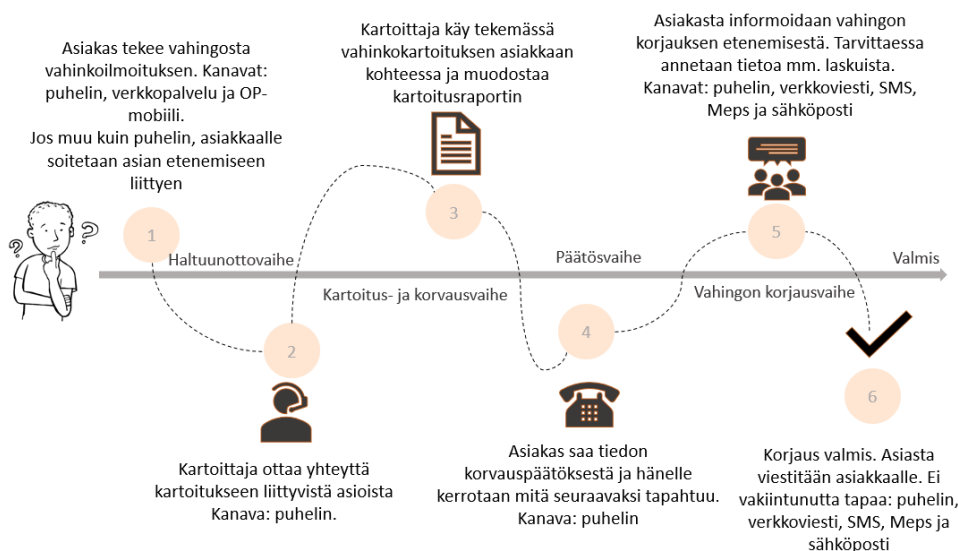 Asiakas tekee vahingosta
vahinkoilmoituksen. Kanavat:
puhelin, verkkopalvelu ja OP-
mobiili.
Jos muu kuin puhelin, asiakkaalle
soitetaan asian etenemiseen
liittyen
Kartoittaja käy tekemässä
vahinkokartoituksen asiakkaan
kohteessa ja muodostaa
kartoitusraportin
Asiakasta informoidaan vahingon
korjauksen etenemisestä. Tarvittaessa
annetaan tietoa mm. laskuista.
Kanavat: puhelin, verkkoviesti, SMS,
Meps ja sähköposti
1
3
5
Haltuunottovaihe
Päätösvaihe
Valmis
Kartoitus- ja korvausvaihe
Vahingon korjausvaihe
2
4
6
Kartoittaja ottaa yhteyttä
kartoitukseen liittyvistä asioista
Kanava: puhelin.
Asiakas saa tiedon
korvauspäätöksestä ja hänelle
kerrotaan mitä seuraavaksi tapahtuu.
Kanava: puhelin
Korjaus valmis. Asiasta
viestitään asiakkaalle. Ei
vakiintunutta tapaa: puhelin,
verkkoviesti, SMS, Meps ja
sähköposti